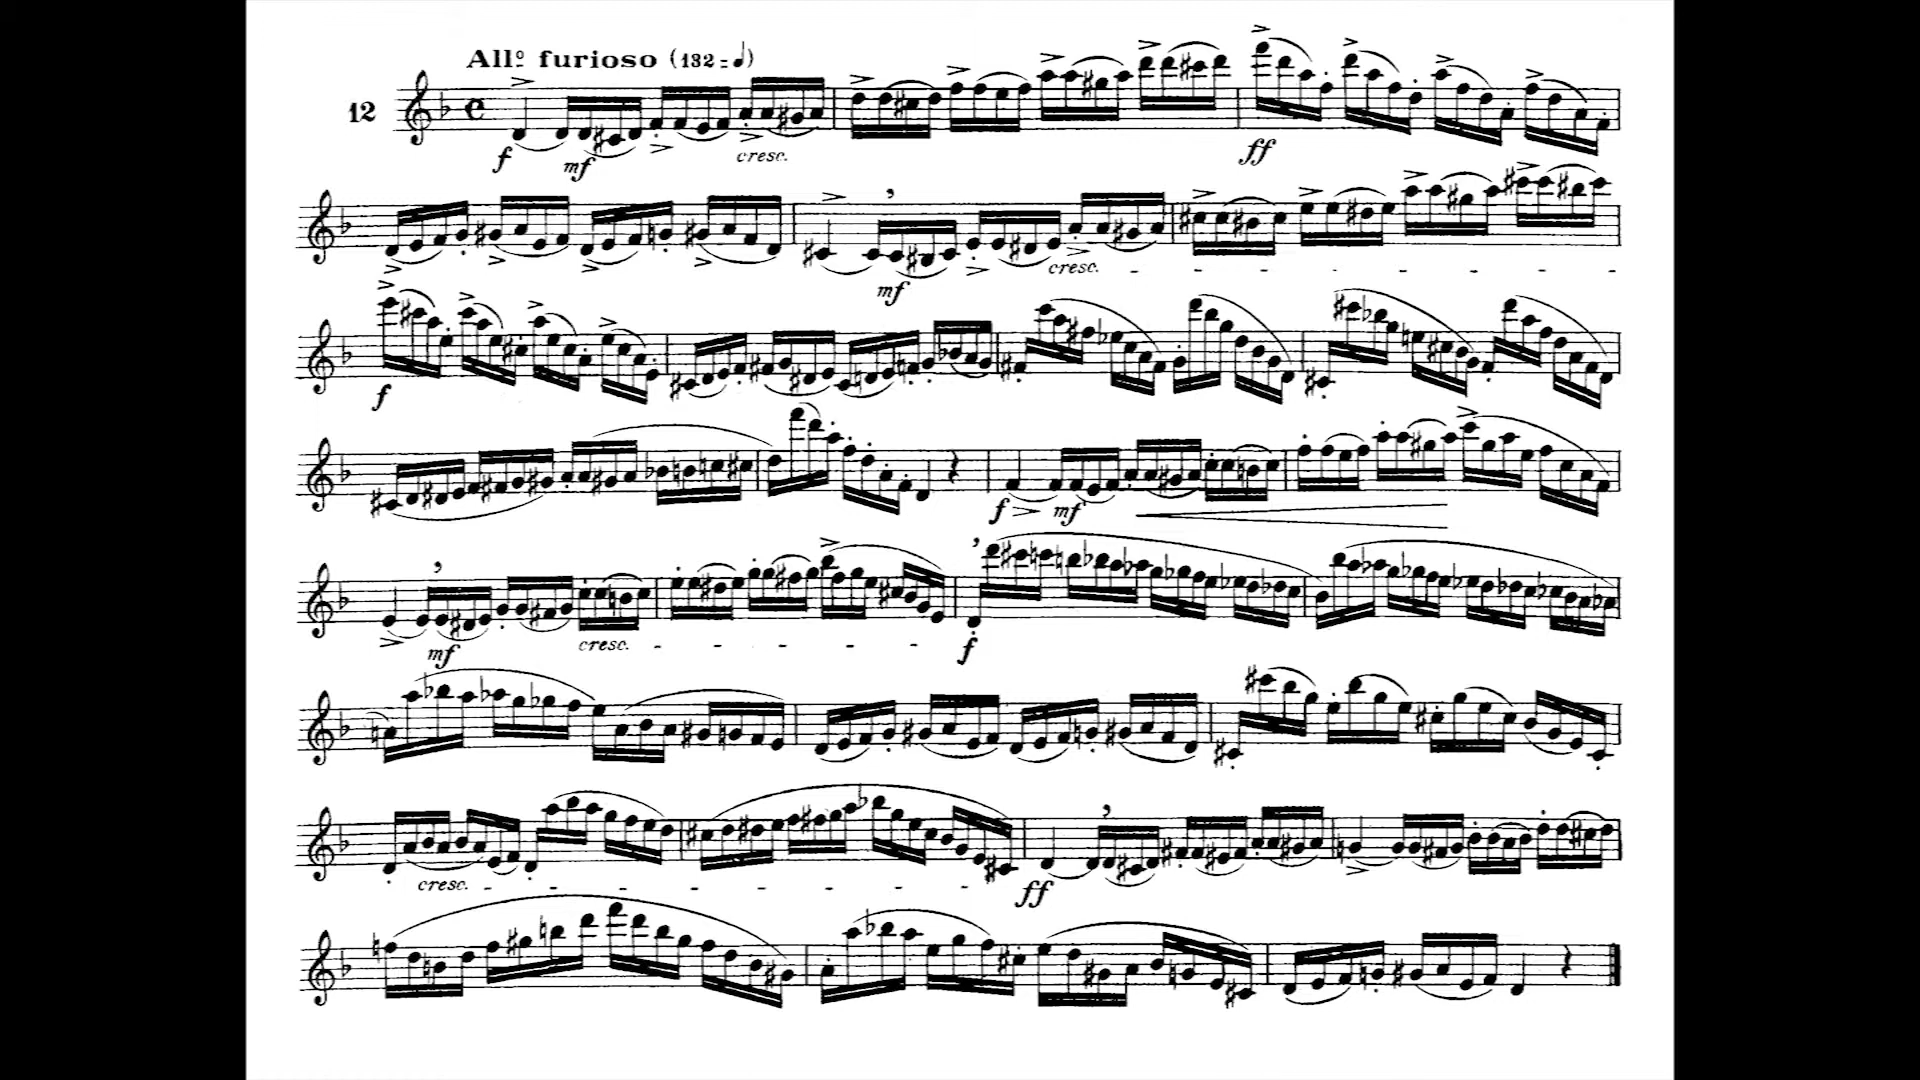 All.º furioso (132=♩)
12
f mf cresc. ff
mf cresc.
f
f mf
mf cresc. f
cresc. ff